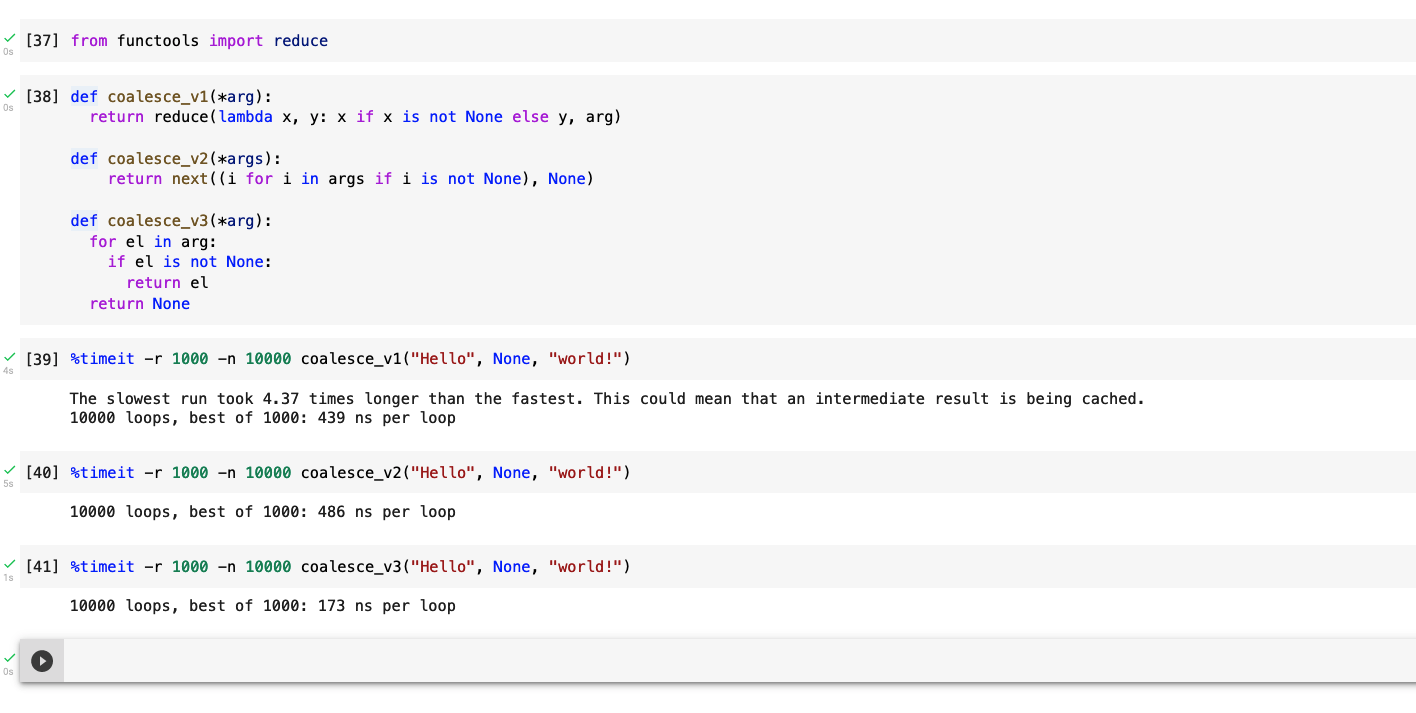 [37] from functools import reduce
0s
[38] def coalesce_v1(*arg):
0s
return reduce(lambda x, y: x if x is not None else y, arg)
def coalesce_v2(*args):
return next((i for i in args if i is not None), None)
def coalesce_v3(*arg):
for el in arg:
if el is not None:
return el
return None
[39] %timeit -r 1000 -n 10000 coalesce_v1("Hello", None, "world!")
4s
The slowest run took 4.37 times longer than the fastest. This could mean that an intermediate result is being cached.
10000 loops, best of 1000: 439 ns per loop
[40] %timeit -r 1000 -n 10000 coalesce_v2("Hello", None, "world!")
5s
10000 loops, best of 1000: 486 ns per loop
[41] %timeit -r 1000 -n 10000 coalesce_v3("Hello", None, "world!")
1s
10000 loops, best of 1000: 173 ns per loop
0s